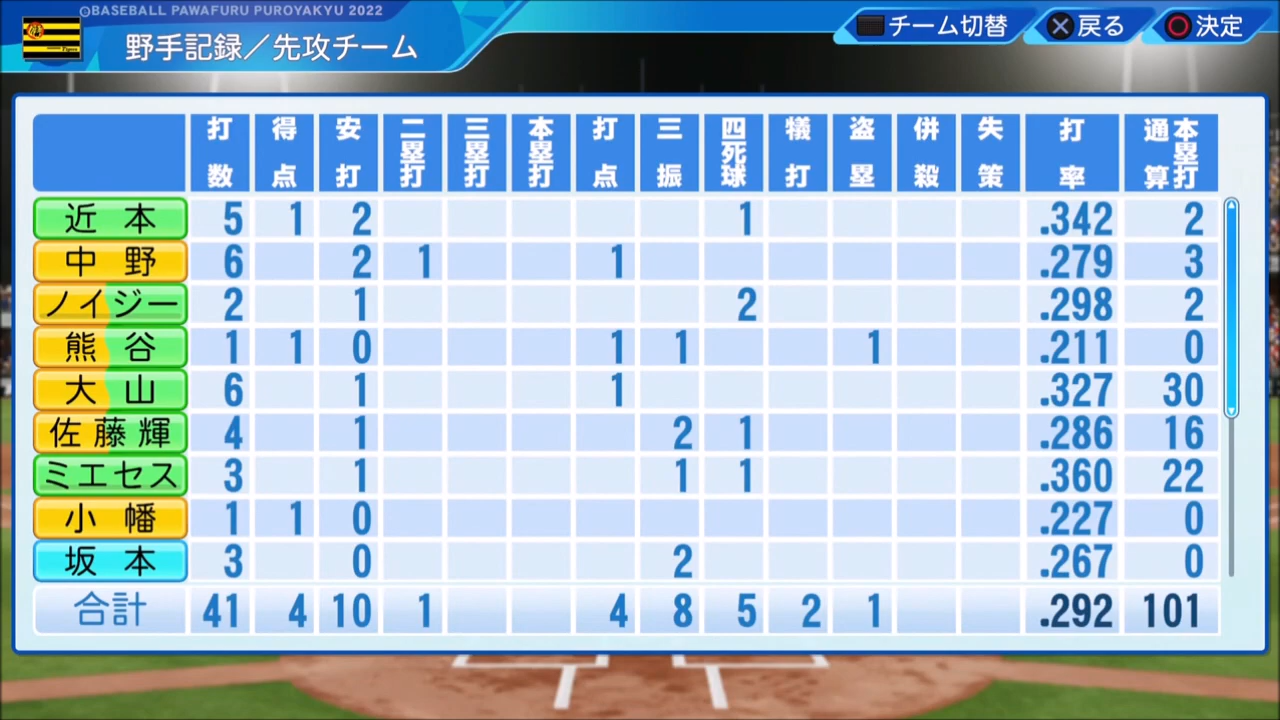 ©BASEBALL PAWAFURU PUROYAKYU 2022
野手記録／先攻チーム
チーム切替 戻る 決定
打数 得点 安打 二塁打 三塁打 本塁打 打点 三振 四死球 犠打 盗塁 併殺 失策 打率 通算本塁打
近本 5 1 2 1 .342 2
中野 6 2 1 1 .279 3
ノイジー 2 1 2 .298 2
熊谷 1 1 0 1 1 1 .211 0
大山 6 1 1 .327 30
佐藤輝 4 1 2 1 .286 16
ミエセス 3 1 1 1 .360 22
小幡 1 1 0 .227 0
坂本 3 0 2 .267 0
合計 41 4 10 1 4 8 5 2 1 .292 101